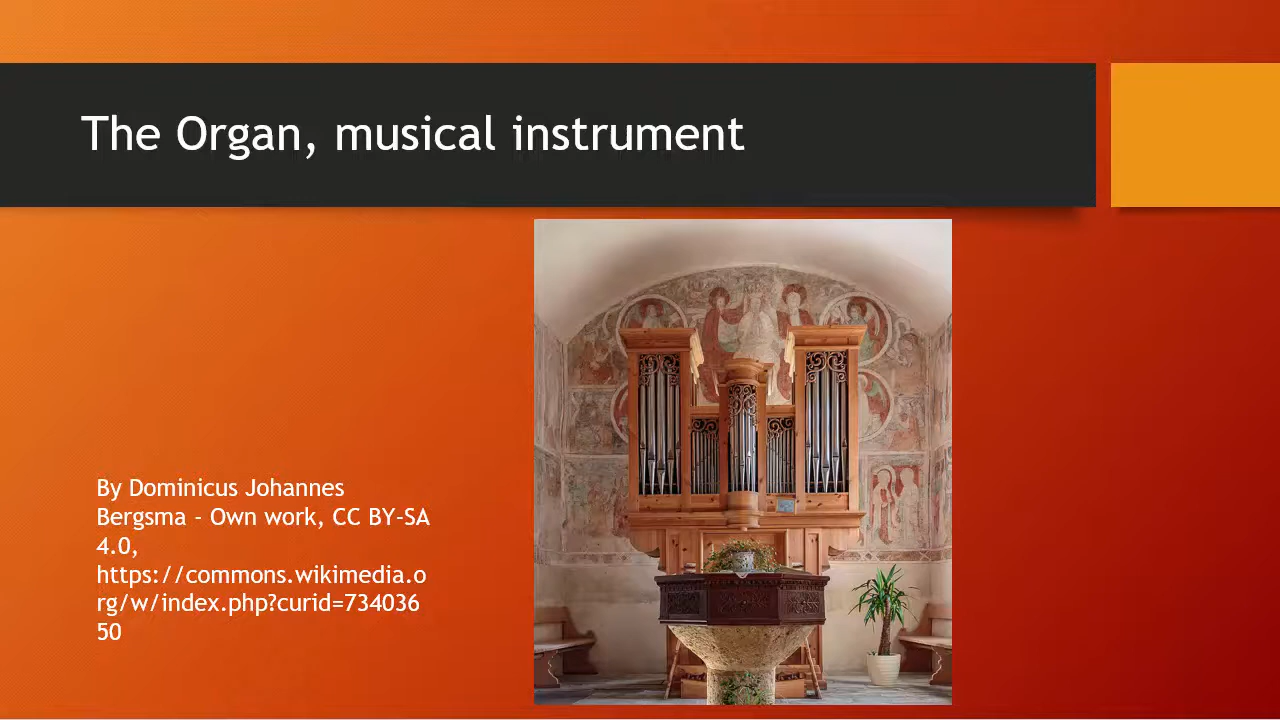 The Organ, musical instrument
By Dominicus Johannes
Bergsma - Own work, CC BY-SA
4.0,
https://commons.wikimedia.o
rg/w/index.php?curid=734036
50